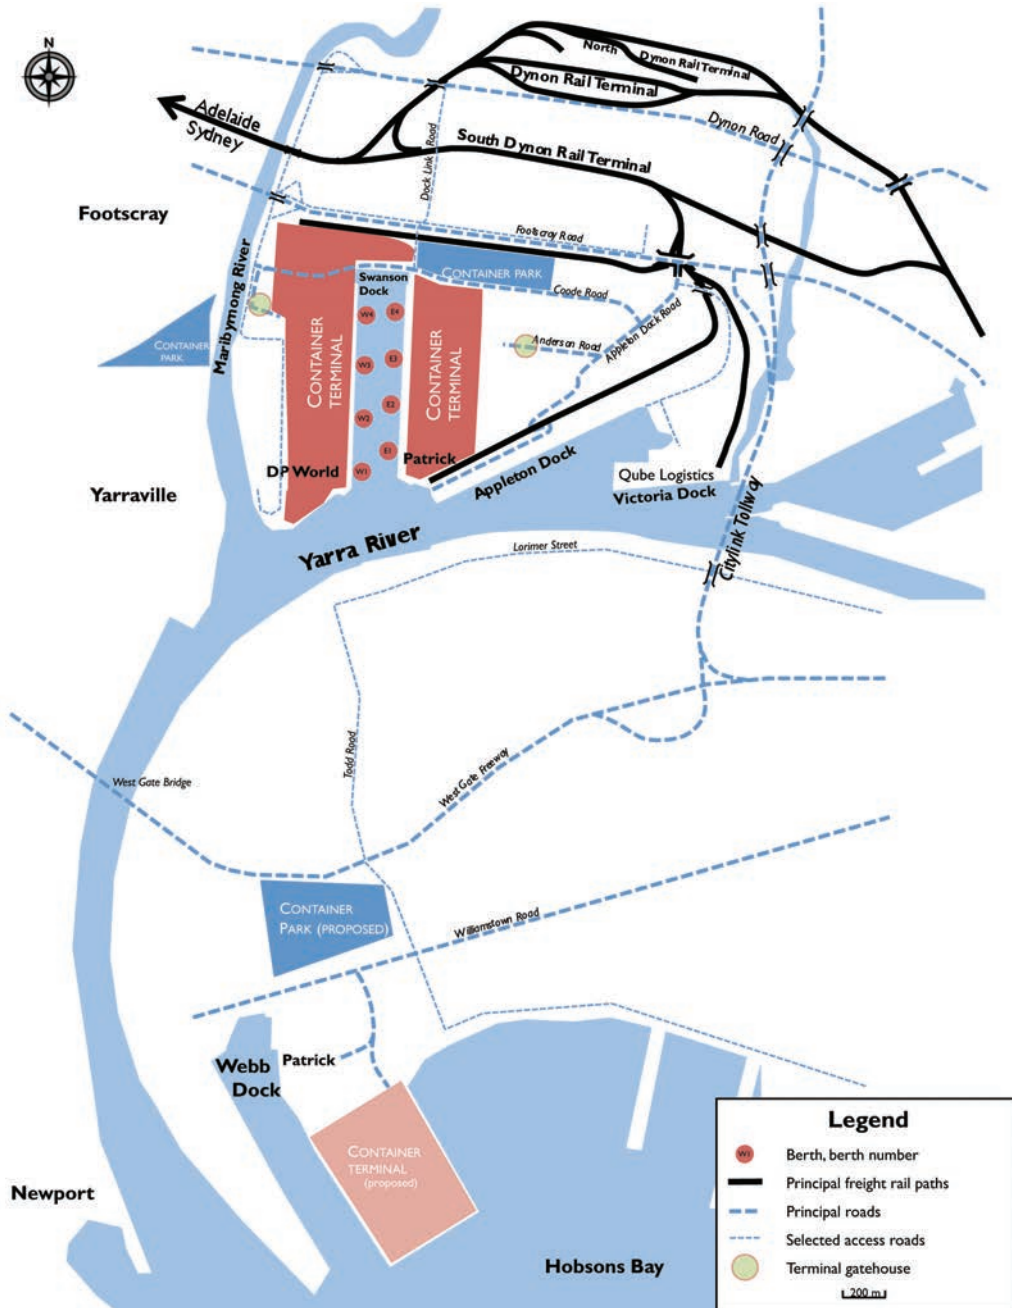 N
North
Dynon Rail Terminal
Dynon Rail Terminal
Adelaide
Sydney
Dynon Road
South Dynon Rail Terminal
Dock Link Road
Footscray
Footscray Road
Maribymong River
Swanson
Dock
CONTAINER PARK
Coode Road
W4
E4
CONTAINER
PARK
CONTAINER
TERMINAL
CONTAINER
TERMINAL
Anderson Road
Appleton Dock Road
W3
E3
W2
E2
E1
W1
DP World
Patrick
Appleton Dock
Qube Logistics
Victoria Dock
Yarraville
Yarra River
Citylink Tollway
Lorimer Street
Todd Road
West Gate Bridge
West Gate Freeway
CONTAINER
PARK (PROPOSED)
Williamstown Road
Webb
Dock
Patrick
CONTAINER
TERMINAL
(proposed)
Newport
Hobsons Bay
Legend
W1
Berth, berth number
Principal freight rail paths
Principal roads
Selected access roads
Terminal gatehouse
200 m